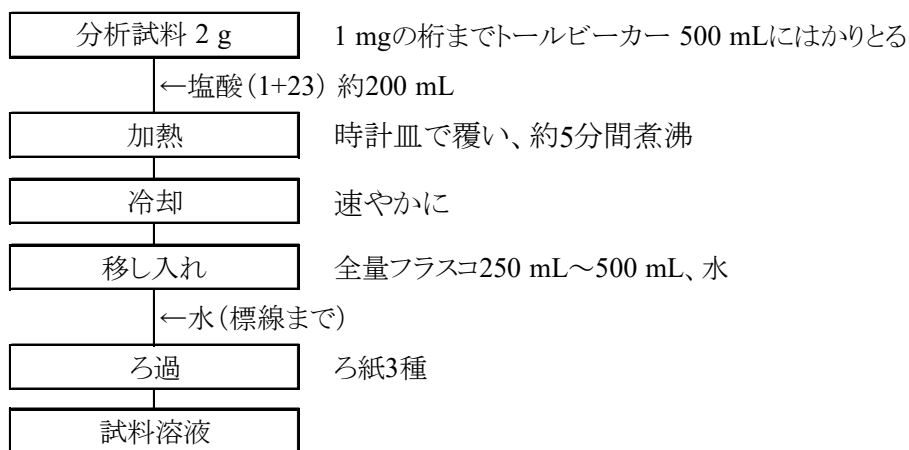 分析試料 2 g 1 mgの桁までトールビーカー 500 mLにはかりとる
←塩酸(1+23) 約200 mL
加熱 時計皿で覆い、約5分間煮沸
冷却 速やかに
移し入れ 全量フラスコ250 mL～500 mL、水
←水(標線まで)
ろ過 ろ紙3種
試料溶液